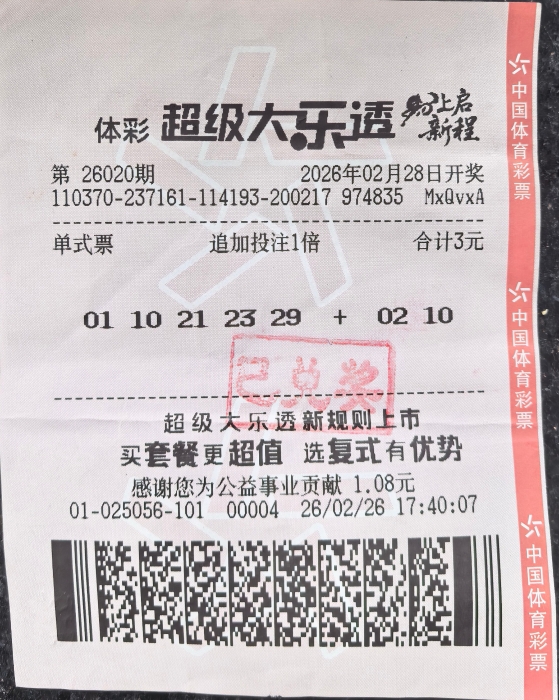 体彩 超级大乐透 马上启新程
第 26020期 2026年02月28日开奖
110370-237161-114193-200217 974835 MxQvxA
单式票 追加投注1倍 合计3元
01 10 21 23 29 + 02 10
已兑奖
超级大乐透新规则上市
买套餐更超值 选复式有优势
感谢您为公益事业贡献 1.08元
01-025056-101 00004 26/02/26 17:40:07
中国体育彩票
中国体育彩票
中国体育彩票